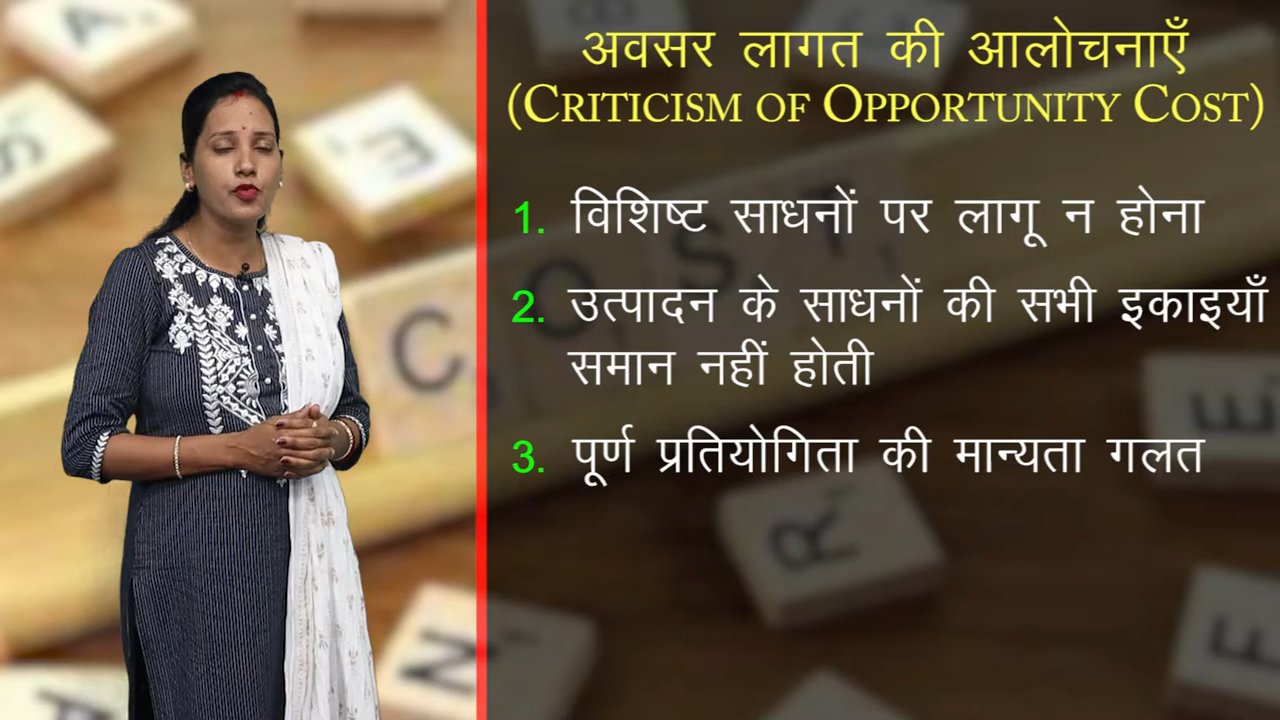 अवसर लागत की आलोचनाएँ
(CRITICISM OF OPPORTUNITY COST)
1. विशिष्ट साधनों पर लागू न होना
2. उत्पादन के साधनों की सभी इकाइयाँ
समान नहीं होती
3. पूर्ण प्रतियोगिता की मान्यता गलत